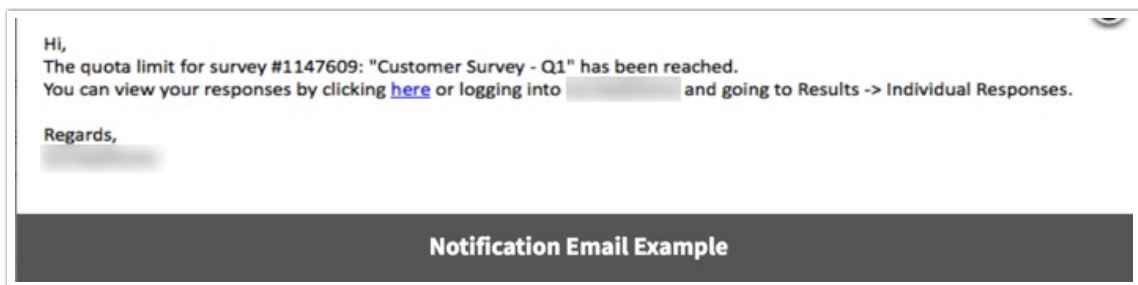 Hi,
The quota limit for survey #1147609: "Customer Survey - Q1" has been reached.
You can view your responses by clicking here or logging into and going to Results -> Individual Responses.
Regards,
Notification Email Example